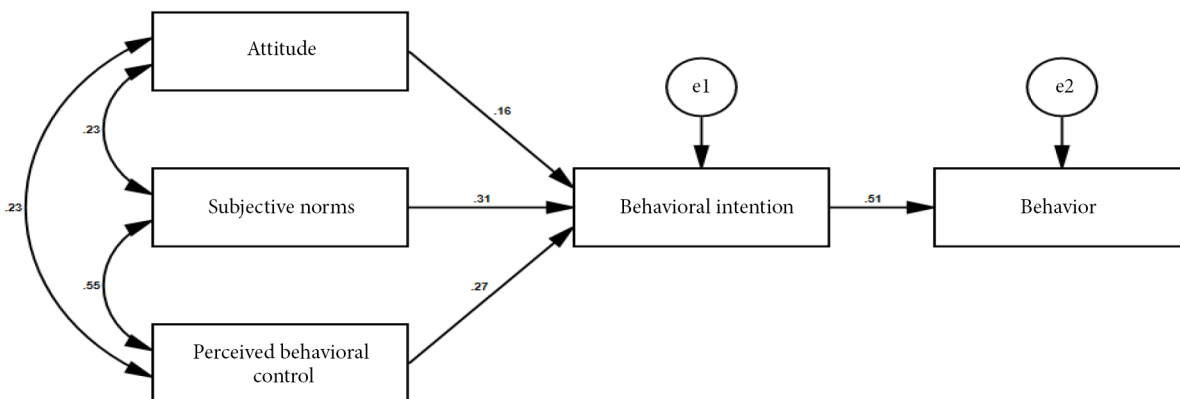 Attitude
e1
e2
.16
.23
.23
Subjective norms
.31
Behavioral intention
.51
Behavior
.55
.27
Perceived behavioral
control